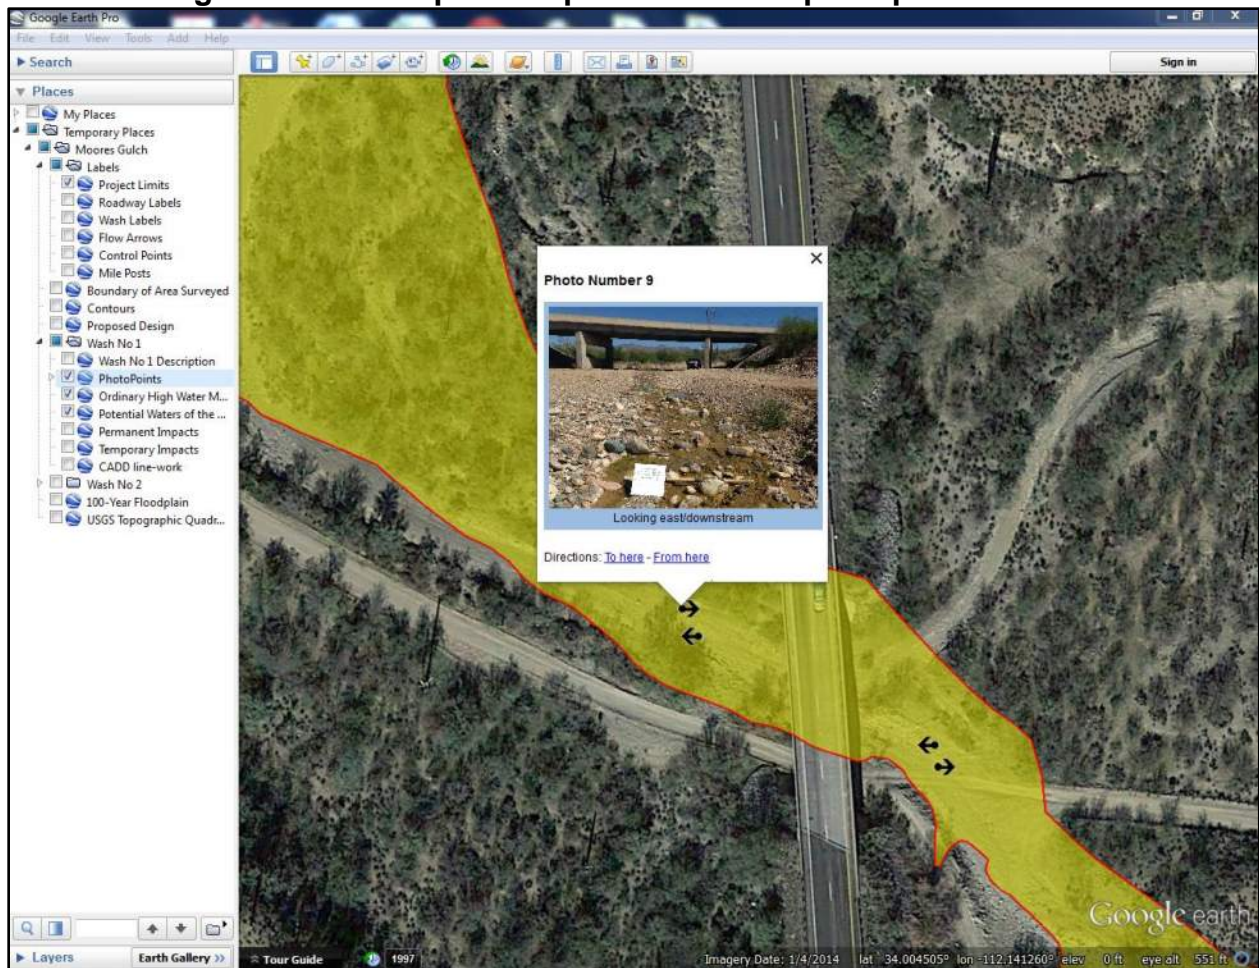 Google Earth Pro
File Edit View Tools Add Help
Search
Sign in
Places
My Places
Temporary Places
Moores Gulch
Labels
Project Limits
Roadway Labels
Wash Labels
Flow Arrows
Control Points
Mile Posts
Boundary of Area Surveyed
Contours
Proposed Design
Wash No 1
Wash No 1 Description
PhotoPoints
Ordinary High Water M...
Potential Waters of the ...
Permanent Impacts
Temporary Impacts
CADD line-work
Wash No 2
100-Year Floodplain
USGS Topographic Quadr...
Photo Number 9
Looking east/downstream
Directions: To here - From here
Google earth
Layers
Earth Gallery »
Tour Guide
1997
Imagery Date: 1/4/2014 lat 34.004505° lon -112.141260° elev 0 ft eye alt 551 ft